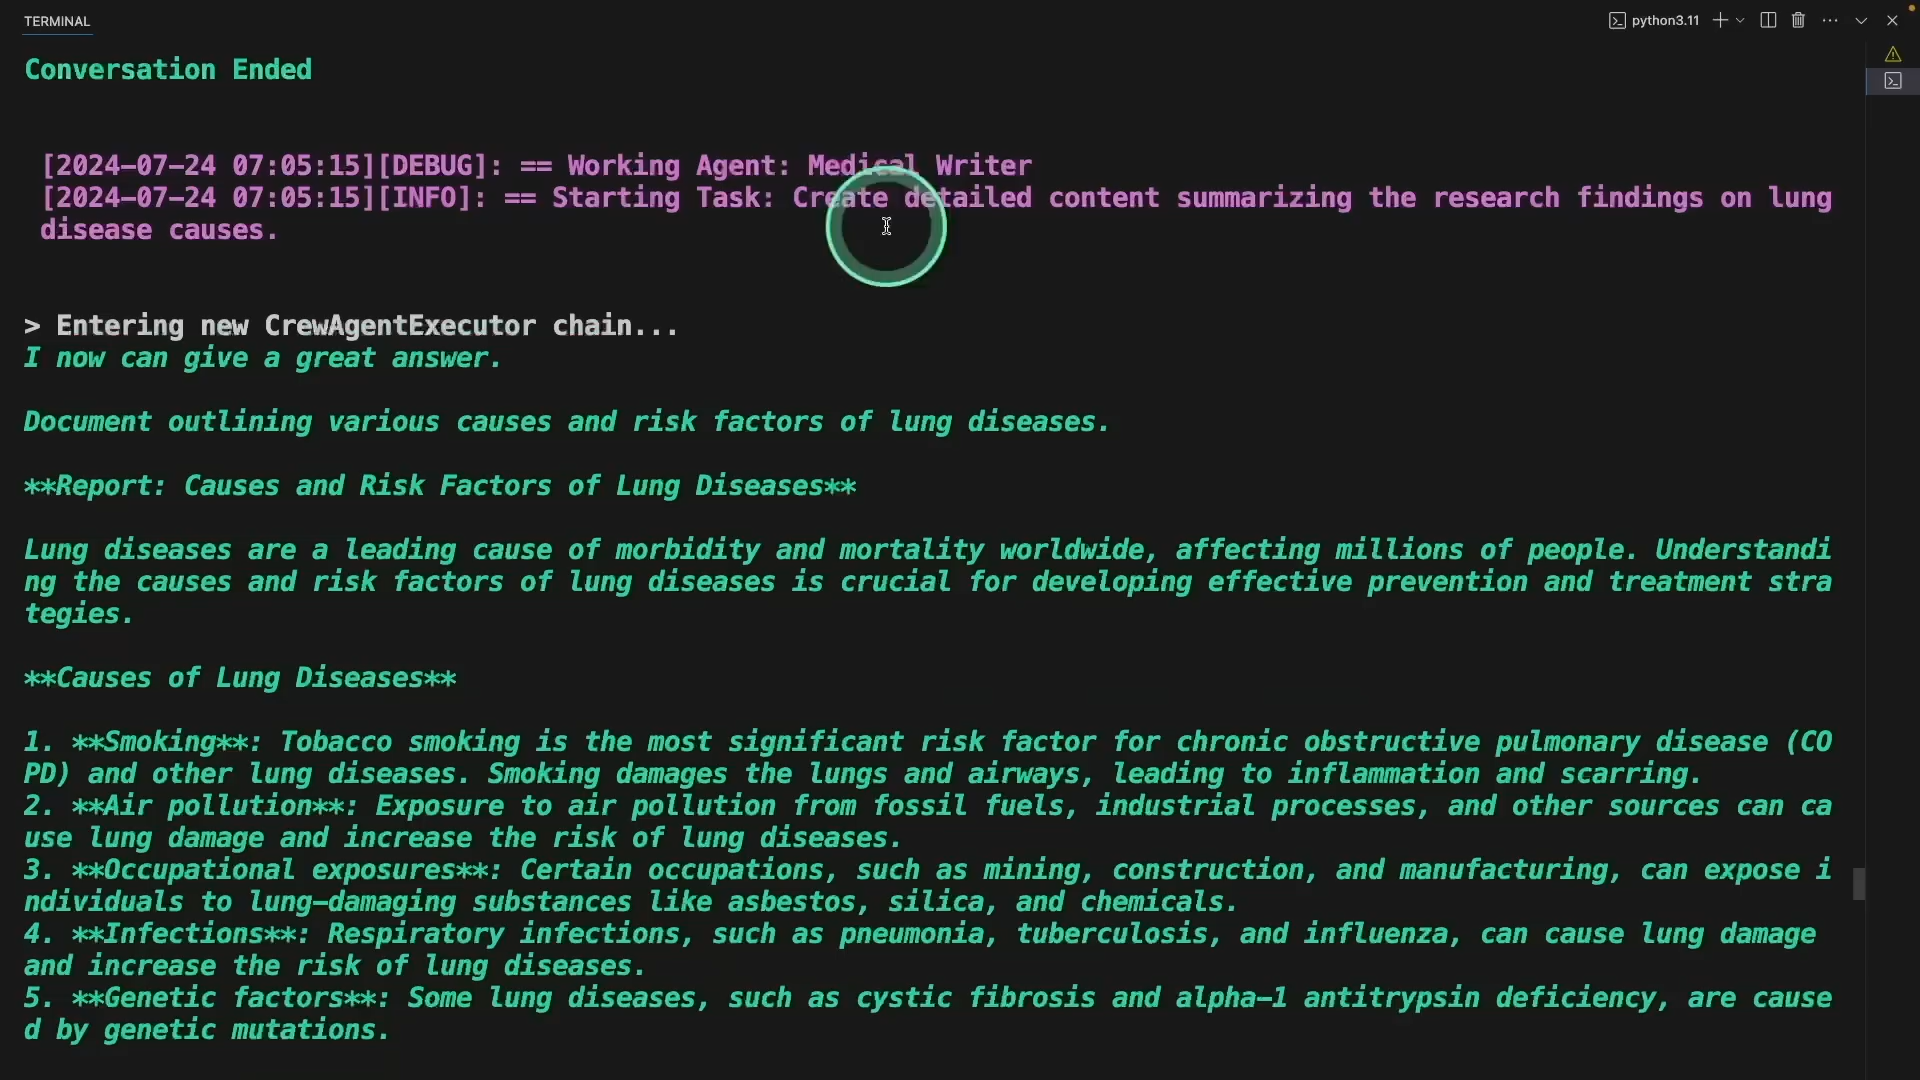 TERMINAL
python3.11
Conversation Ended
[2024-07-24 07:05:15][DEBUG]: == Working Agent: Medical Writer
[2024-07-24 07:05:15][INFO]: == Starting Task: Create detailed content summarizing the research findings on lung
disease causes.
> Entering new CrewAgentExecutor chain...
I now can give a great answer.
Document outlining various causes and risk factors of lung diseases.
**Report: Causes and Risk Factors of Lung Diseases**
Lung diseases are a leading cause of morbidity and mortality worldwide, affecting millions of people. Understandi
ng the causes and risk factors of lung diseases is crucial for developing effective prevention and treatment stra
tegies.
**Causes of Lung Diseases**
1. **Smoking**: Tobacco smoking is the most significant risk factor for chronic obstructive pulmonary disease (CO
PD) and other lung diseases. Smoking damages the lungs and airways, leading to inflammation and scarring.
2. **Air pollution**: Exposure to air pollution from fossil fuels, industrial processes, and other sources can ca
use lung damage and increase the risk of lung diseases.
3. **Occupational exposures**: Certain occupations, such as mining, construction, and manufacturing, can expose i
ndividuals to lung-damaging substances like asbestos, silica, and chemicals.
4. **Infections**: Respiratory infections, such as pneumonia, tuberculosis, and influenza, can cause lung damage
and increase the risk of lung diseases.
5. **Genetic factors**: Some lung diseases, such as cystic fibrosis and alpha-1 antitrypsin deficiency, are cause
d by genetic mutations.